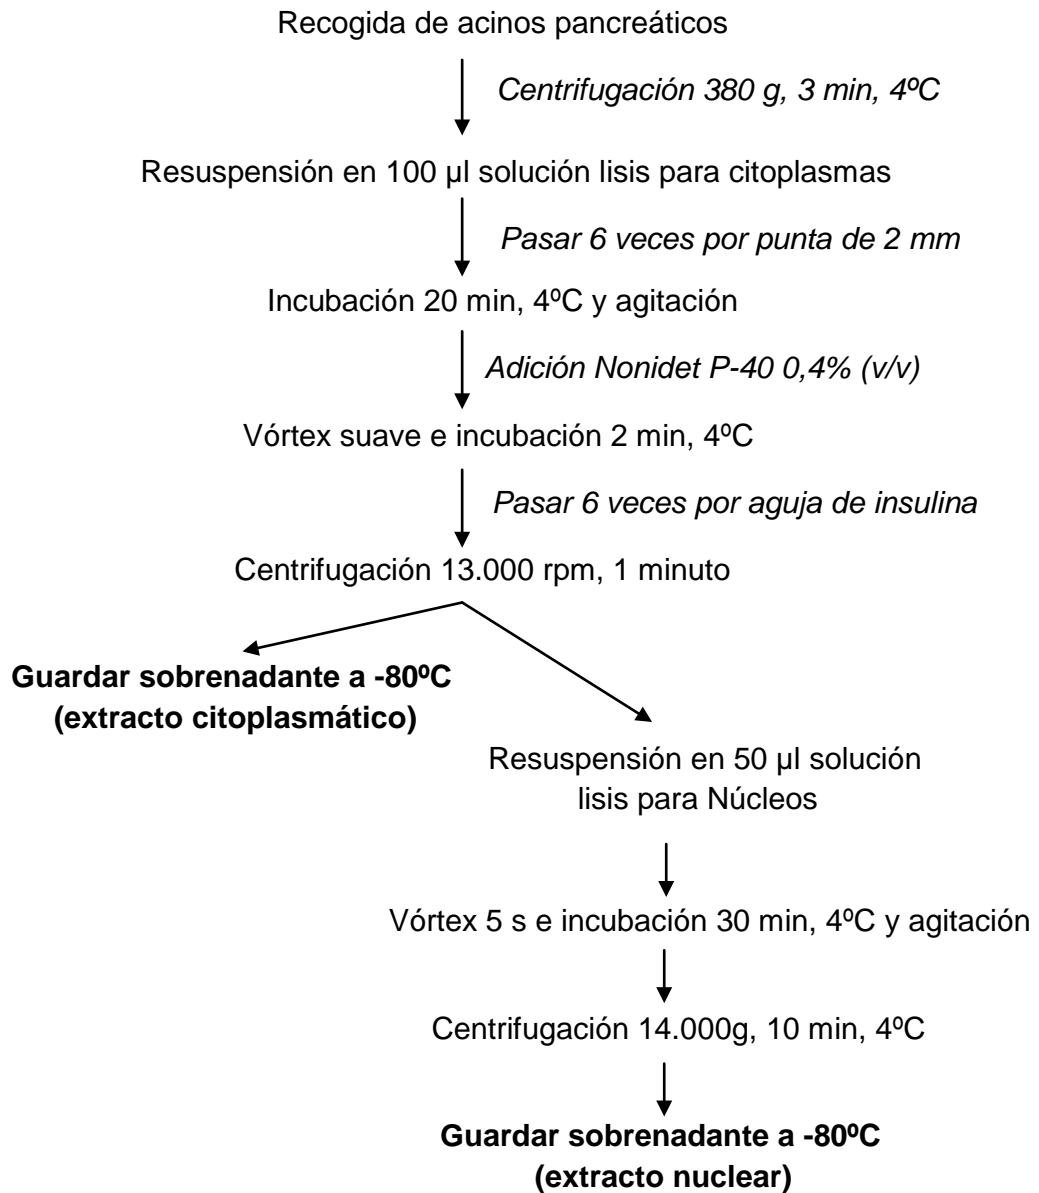 Recogida de acinos pancreáticos
Centrifugación 380 g, 3 min, 4ºC
Resuspensión en 100 µl solución lisis para citoplasmas
Pasar 6 veces por punta de 2 mm
Incubación 20 min, 4ºC y agitación
Adición Nonidet P-40 0,4% (v/v)
Vórtex suave e incubación 2 min, 4ºC
Pasar 6 veces por aguja de insulina
Centrifugación 13.000 rpm, 1 minuto
Guardar sobrenadante a -80ºC
(extracto citoplasmático)
Resuspensión en 50 µl solución
lisis para Núcleos
Vórtex 5 s e incubación 30 min, 4ºC y agitación
Centrifugación 14.000g, 10 min, 4ºC
Guardar sobrenadante a -80ºC
(extracto nuclear)